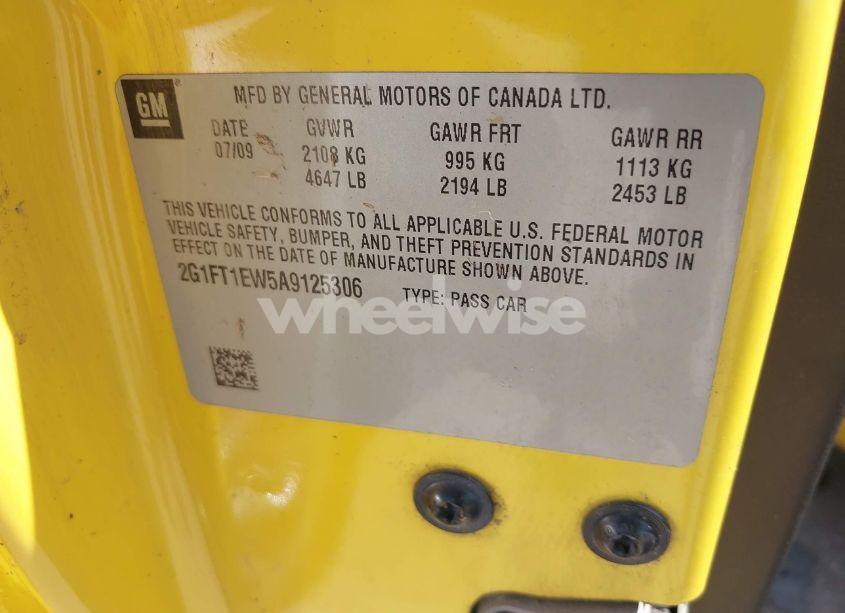 GM
MFD BY GENERAL MOTORS OF CANADA LTD.
DATE GVWR GAWR FRT GAWR RR
07/09 2108 KG 995 KG 1113 KG
4647 LB 2194 LB 2453 LB
THIS VEHICLE CONFORMS TO ALL APPLICABLE U.S. FEDERAL MOTOR
VEHICLE SAFETY, BUMPER, AND THEFT PREVENTION STANDARDS IN
EFFECT ON THE DATE OF MANUFACTURE SHOWN ABOVE.
2G1FT1EW5A9125306 TYPE: PASS CAR
wheelwise